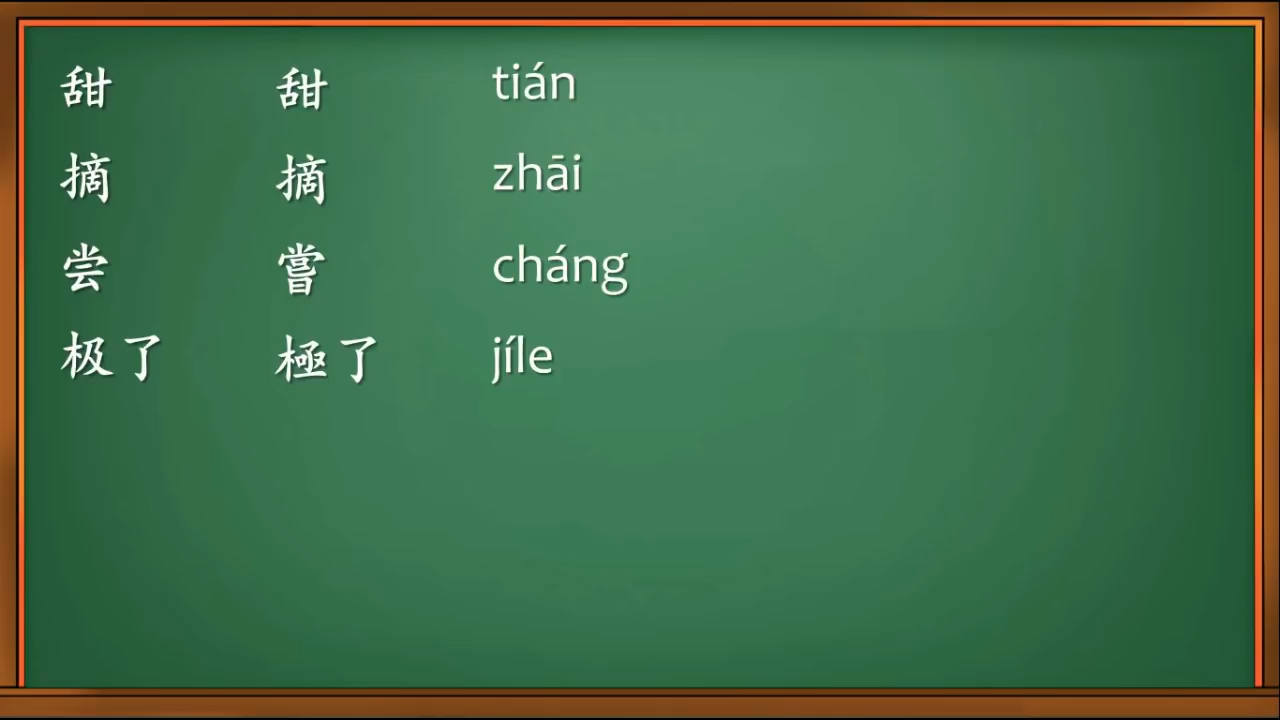 甜 甜 tián
摘 摘 zhāi
尝 嘗 cháng
极了 極了 jíle